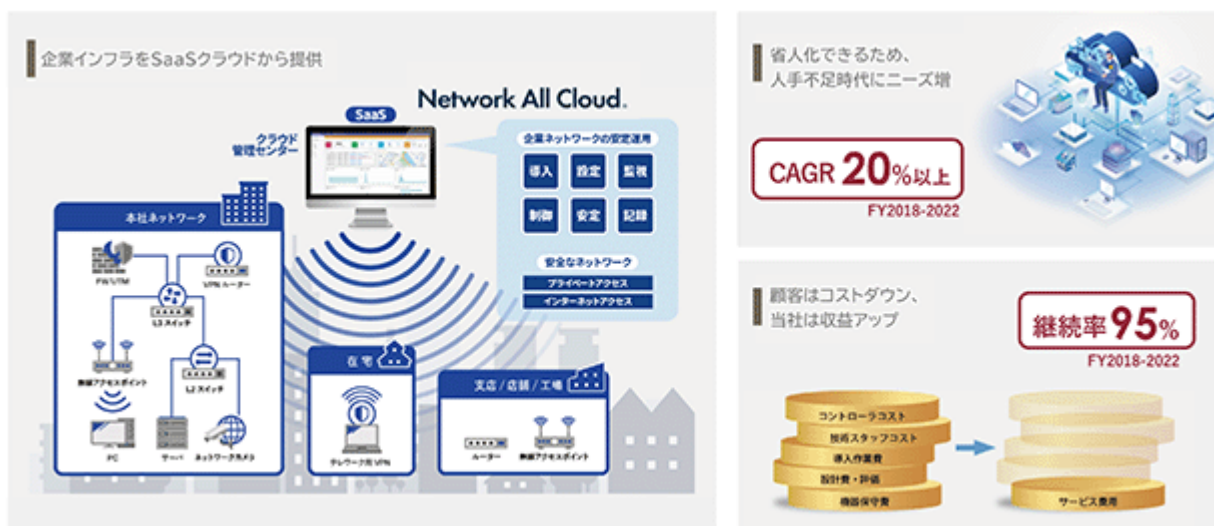 企業インフラをSaaSクラウドから提供
Network All Cloud.
SaaS
クラウド
管理センター
企業ネットワークの安定運用
導入 設定 監視
制御 安定 記録
安全なネットワーク
プライベートアクセス
インターネットアクセス
本社ネットワーク
FW/UTM
VPN ルーター
L3 スイッチ
無線アクセスポイント
L2 スイッチ
PC
サーバ
ネットワークカメラ
在宅
テレワーク用 VPN
支店/店舗/工場
ルーター
無線アクセスポイント
省人化できるため、
人手不足時代にニーズ増
CAGR 20%以上
FY2018-2022
顧客はコストダウン、
当社は収益アップ
継続率95%
FY2018-2022
コントローラコスト
技術スタッフコスト
導入作業費
設計費・評価
機器保守費
サービス費用